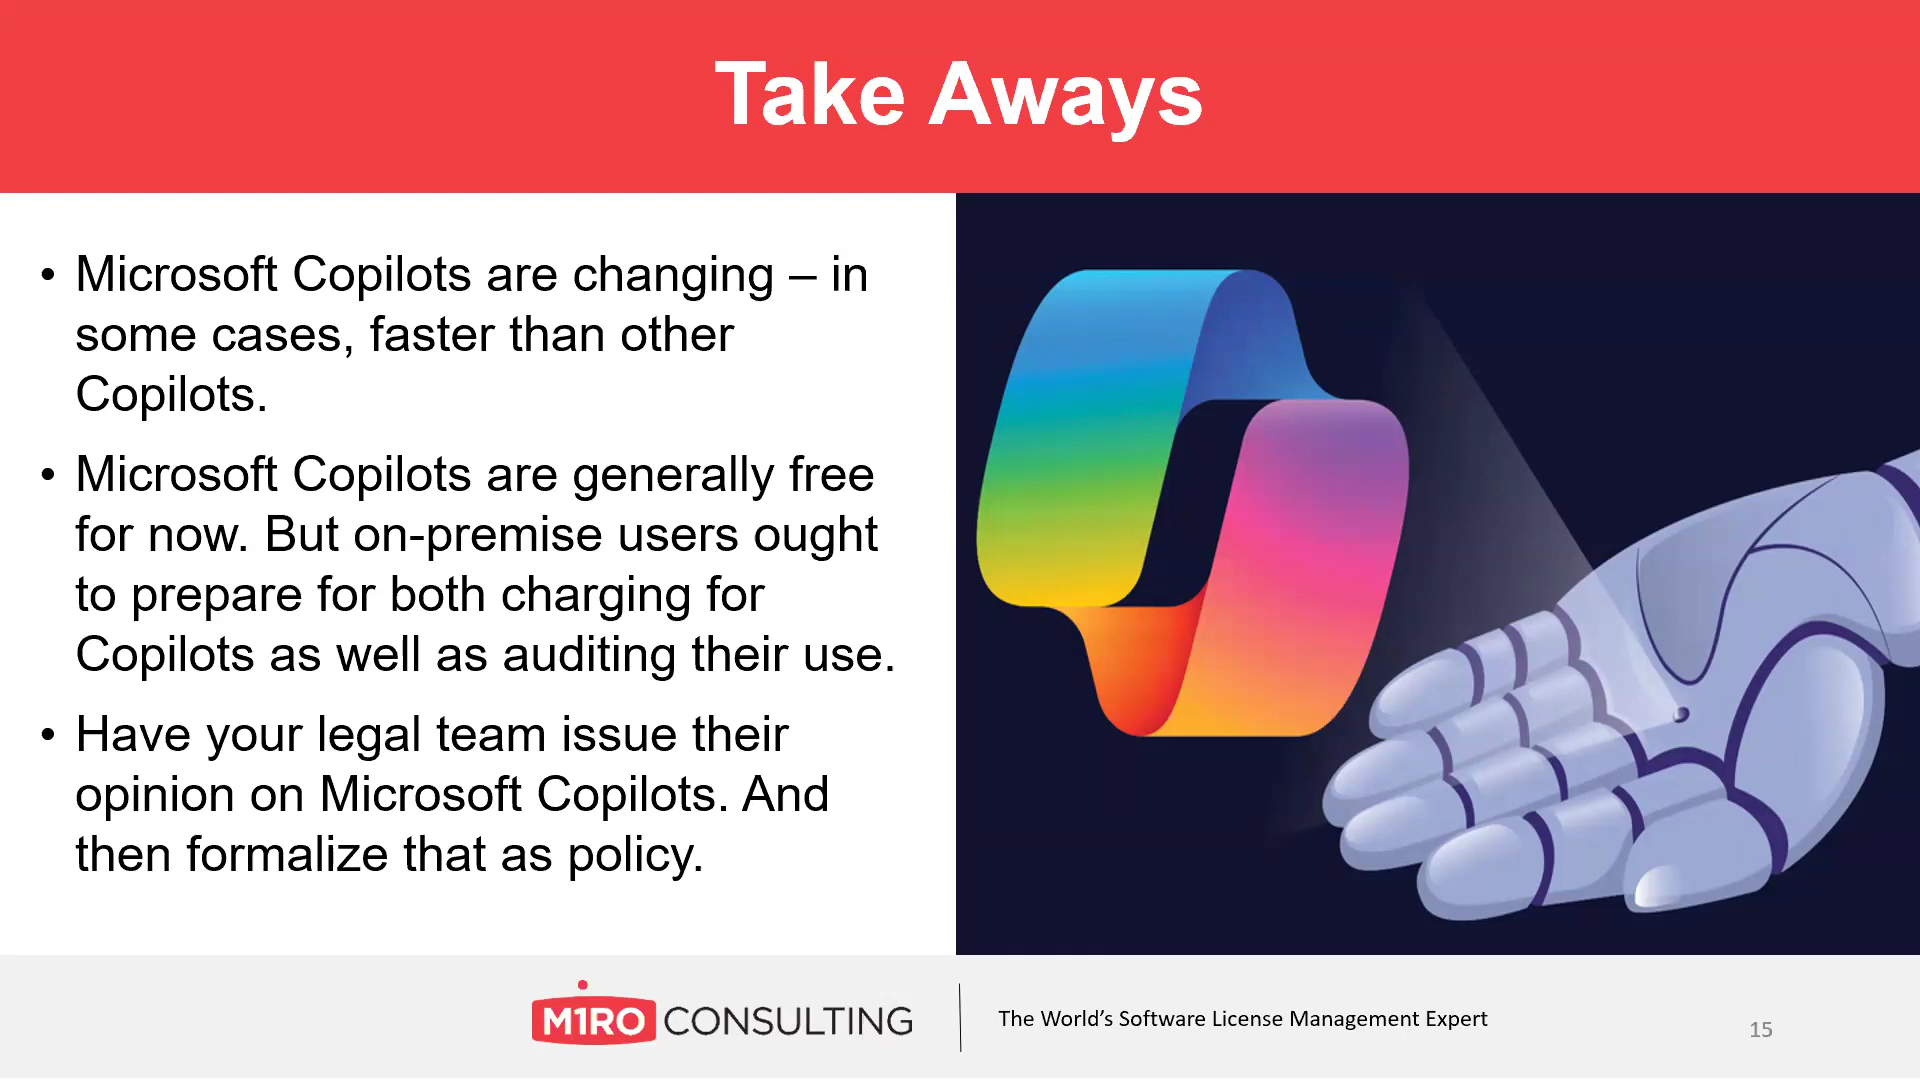 Take Aways
• Microsoft Copilots are changing – in
some cases, faster than other
Copilots.
• Microsoft Copilots are generally free
for now. But on-premise users ought
to prepare for both charging for
Copilots as well as auditing their use.
• Have your legal team issue their
opinion on Microsoft Copilots. And
then formalize that as policy.
M1RO CONSULTING
The World’s Software License Management Expert
15